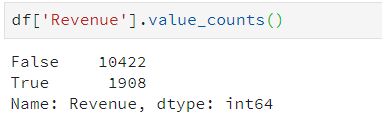 df['Revenue'].value_counts()
False    10422
True      1908
Name: Revenue, dtype: int64